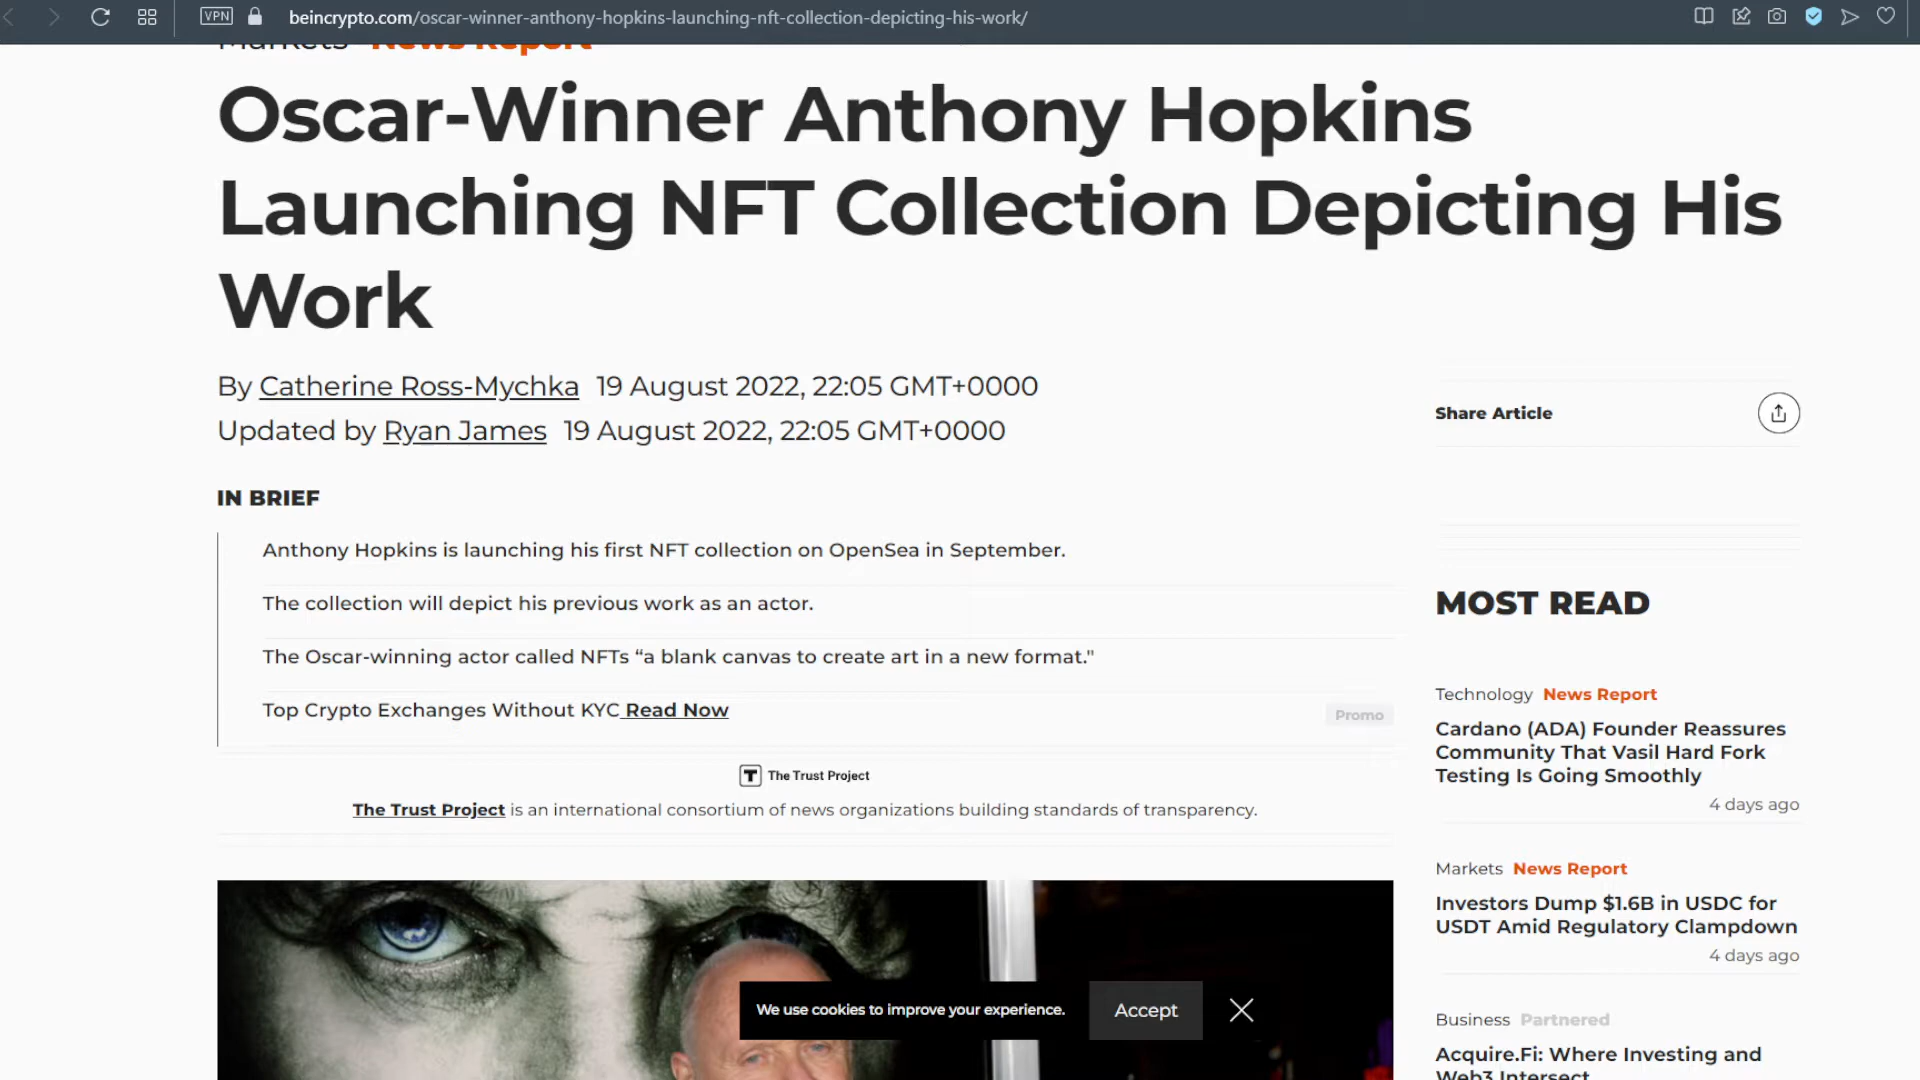 VPN beincrypto.com/oscar-winner-anthony-hopkins-launching-nft-collection-depicting-his-work/
Markets News Report
Oscar-Winner Anthony Hopkins
Launching NFT Collection Depicting His
Work
By Catherine Ross-Mychka 19 August 2022, 22:05 GMT+0000
Updated by Ryan James 19 August 2022, 22:05 GMT+0000
IN BRIEF
Anthony Hopkins is launching his first NFT collection on OpenSea in September.
The collection will depict his previous work as an actor.
The Oscar-winning actor called NFTs “a blank canvas to create art in a new format."
Top Crypto Exchanges Without KYC Read Now
Promo
T The Trust Project
The Trust Project is an international consortium of news organizations building standards of transparency.
We use cookies to improve your experience.
Accept
Share Article
MOST READ
Technology News Report
Cardano (ADA) Founder Reassures
Community That Vasil Hard Fork
Testing Is Going Smoothly
4 days ago
Markets News Report
Investors Dump $1.6B in USDC for
USDT Amid Regulatory Clampdown
4 days ago
Business Partnered
Acquire.Fi: Where Investing and
Web3 Intersect